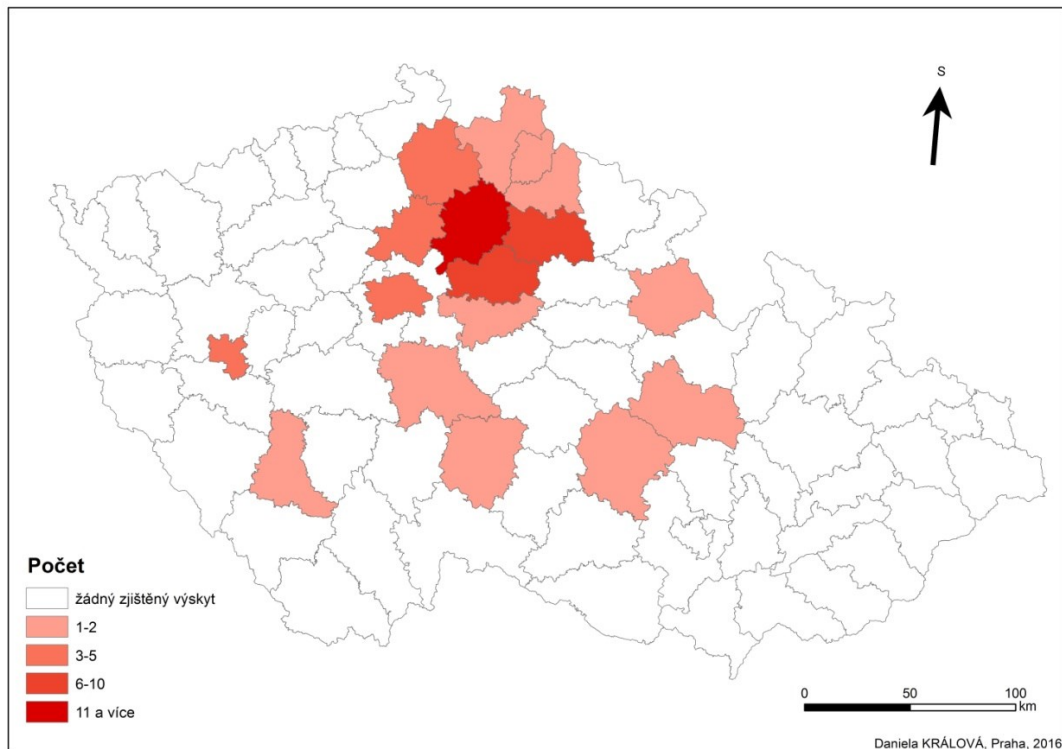 S
Počet
žádný zjištěný výskyt
1-2
3-5
6-10
11 a více
0 50 100
km
Daniela KRÁLOVÁ, Praha, 2016